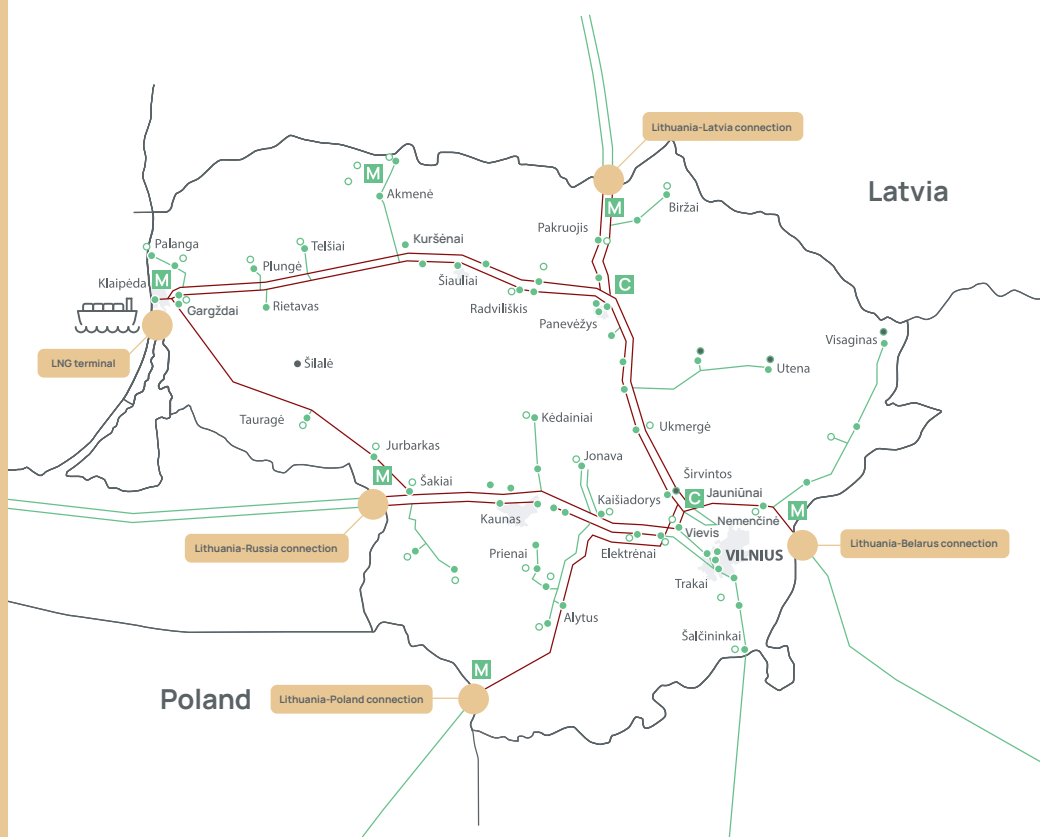 Lithuania-Latvia connection
M
Akmenė
Latvia
M
Biržai
Pakruojis
Palanga
Telšiai
Kuršėnai
Plungė
Klaipėda
M
Šiauliai
C
Rietavas
Gargždai
Radviliškis
Panevėžys
Visaginas
LNG terminal
Šilalė
Utena
Tauragė
Kėdainiai
Ukmergė
Jurbarkas
Jonava
M
Šakiai
Širvintos
Kaišiadorys
C
Jauniūnai
M
Kaunas
Nemenčinė
Vievis
Lithuania-Russia connection
Prienai
Elektrėnai
VILNIUS
Lithuania-Belarus connection
Trakai
Alytus
Šalčininkai
M
Poland
Lithuania-Poland connection